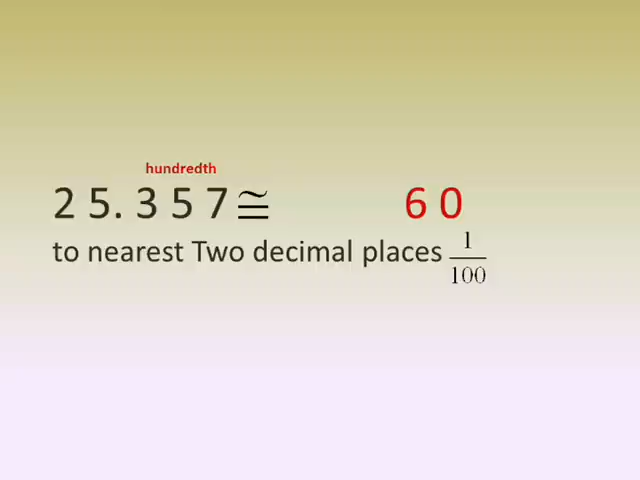 hundredth
2 5. 3 5 7 ≅ 6 0
to nearest Two decimal places 1/100